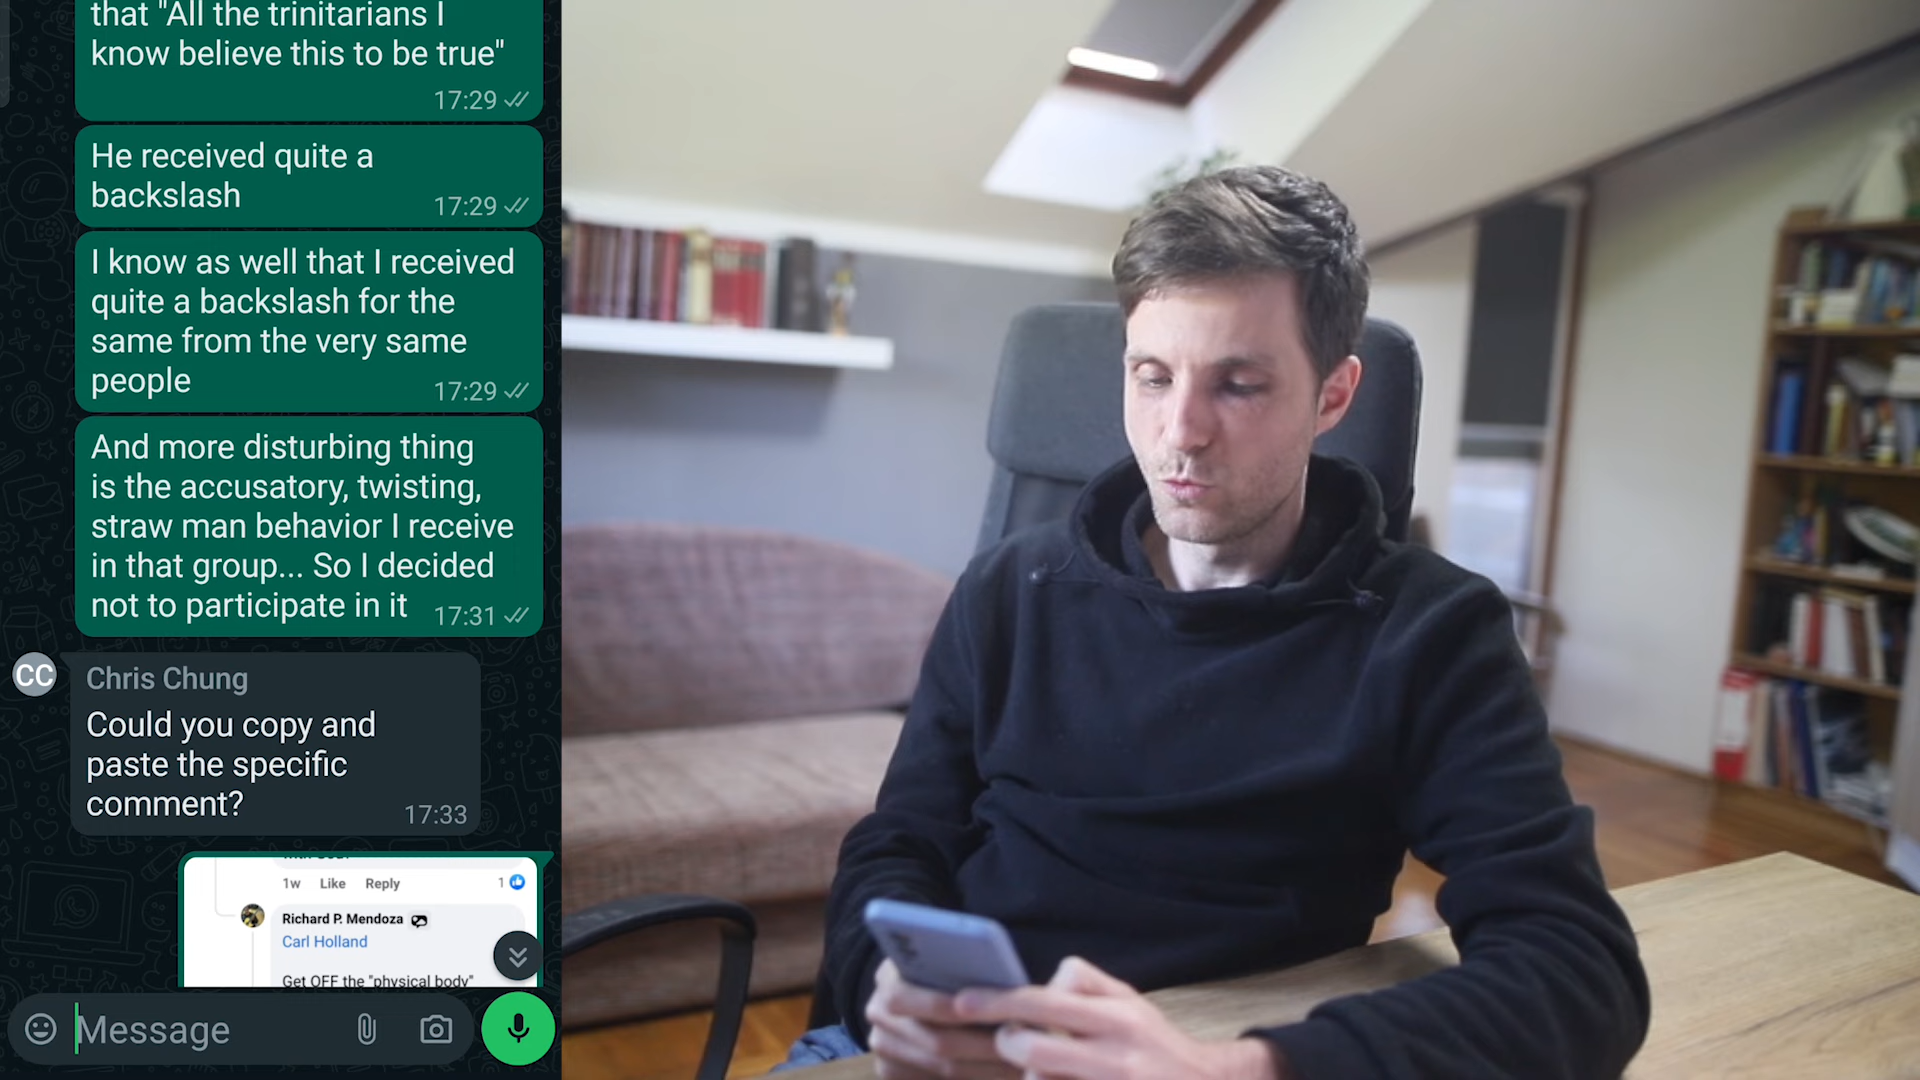 that "All the trinitarians I
know believe this to be true"
17:29
He received quite a
backslash
17:29
I know as well that I received
quite a backslash for the
same from the very same
people
17:29
And more disturbing thing
is the accusatory, twisting,
straw man behavior I receive
in that group... So I decided
not to participate in it
17:31
CC
Chris Chung
Could you copy and
paste the specific
comment?
17:33
1w Like Reply 1
Richard P. Mendoza
Carl Holland
Get OFF the "physical body"
Message